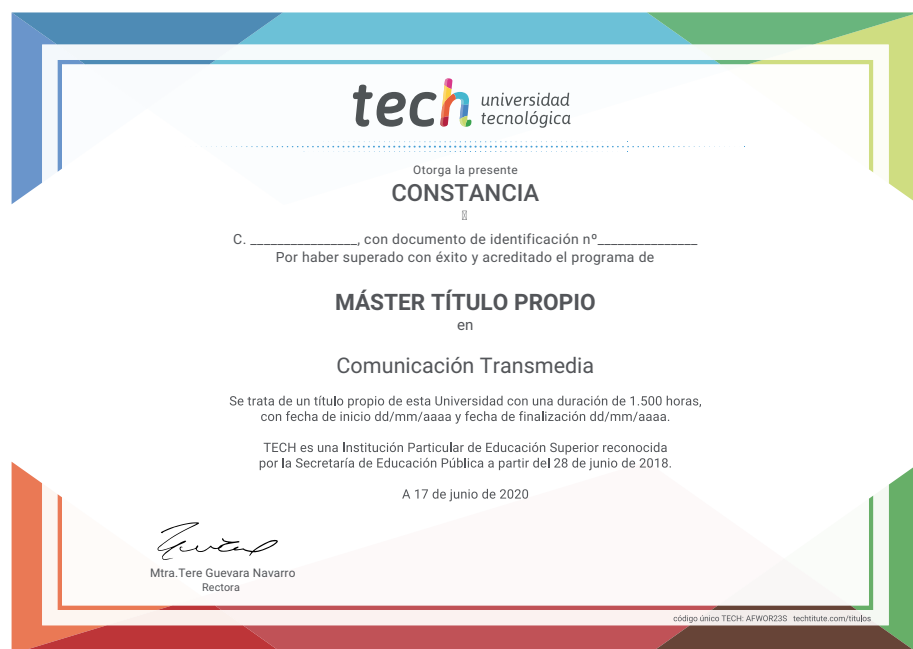 tech universidad
tecnológica
Otorga la presente
CONSTANCIA
C. ________________, con documento de identificación nº_______________
Por haber superado con éxito y acreditado el programa de
MÁSTER TÍTULO PROPIO
en
Comunicación Transmedia
Se trata de un título propio de esta Universidad con una duración de 1.500 horas,
con fecha de inicio dd/mm/aaaa y fecha de finalización dd/mm/aaaa.
TECH es una Institución Particular de Educación Superior reconocida
por la Secretaría de Educación Pública a partir del 28 de junio de 2018.
A 17 de junio de 2020
Mtra.Tere Guevara Navarro
Rectora
código único TECH: AFWOR23S techtitute.com/titulos